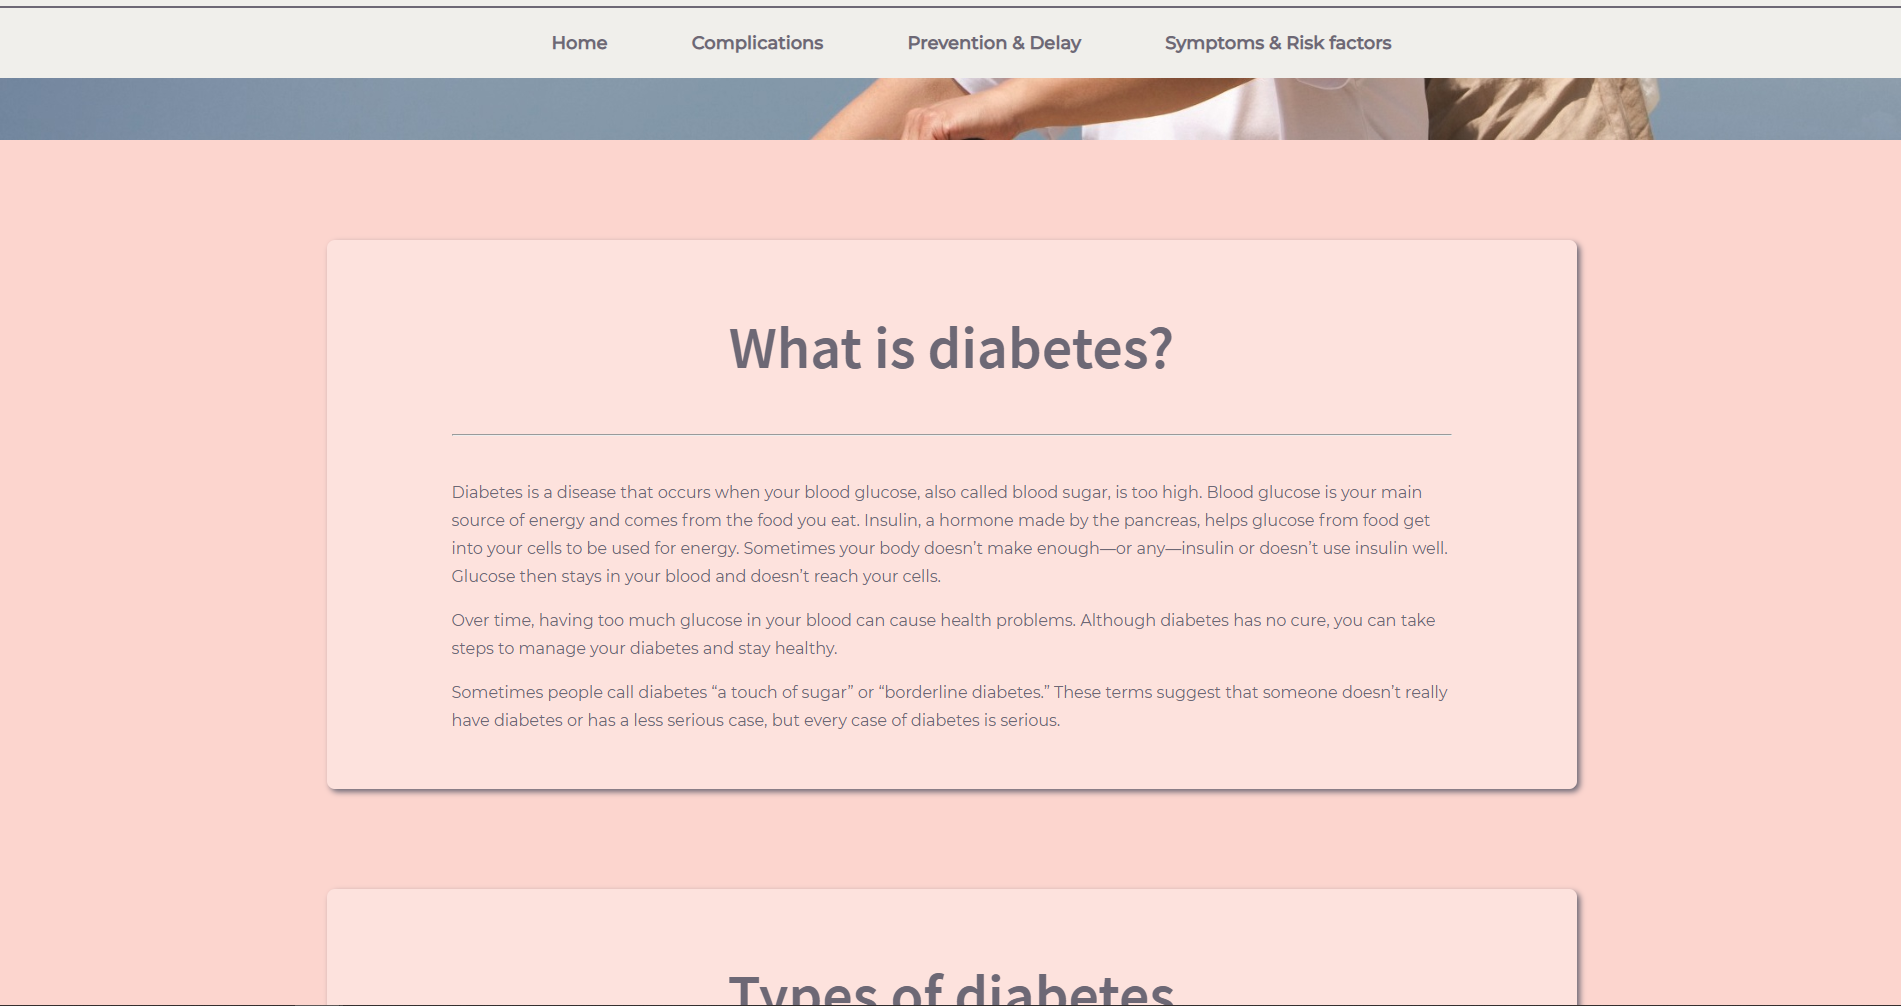 Home Complications Prevention & Delay Symptoms & Risk factors
What is diabetes?
Diabetes is a disease that occurs when your blood glucose, also called blood sugar, is too high. Blood glucose is your main
source of energy and comes from the food you eat. Insulin, a hormone made by the pancreas, helps glucose from food get
into your cells to be used for energy. Sometimes your body doesn’t make enough—or any—insulin or doesn’t use insulin well.
Glucose then stays in your blood and doesn’t reach your cells.
Over time, having too much glucose in your blood can cause health problems. Although diabetes has no cure, you can take
steps to manage your diabetes and stay healthy.
Sometimes people call diabetes “a touch of sugar” or “borderline diabetes.” These terms suggest that someone doesn’t really
have diabetes or has a less serious case, but every case of diabetes is serious.
Types of diabetes